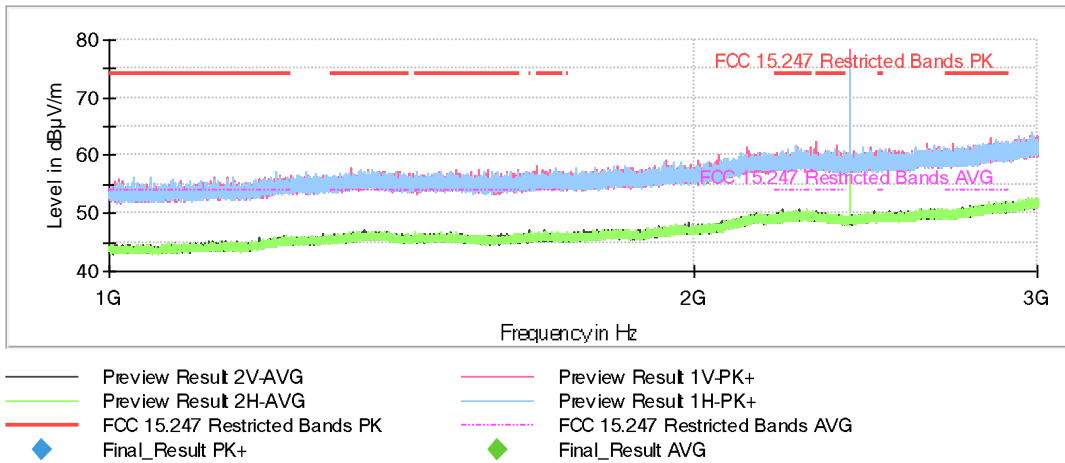 80
FCC 15.247 Restricted Bands PK
70
60
FCC 15.247 Restricted Bands AVG
50
40
Level in dBµV/m
1G
2G
3G
Frequency in Hz
Preview Result 2V-AVG
Preview Result 1V-PK+
Preview Result 2H-AVG
Preview Result 1H-PK+
FCC 15.247 Restricted Bands PK
FCC 15.247 Restricted Bands AVG
Final_Result PK+
Final_Result AVG